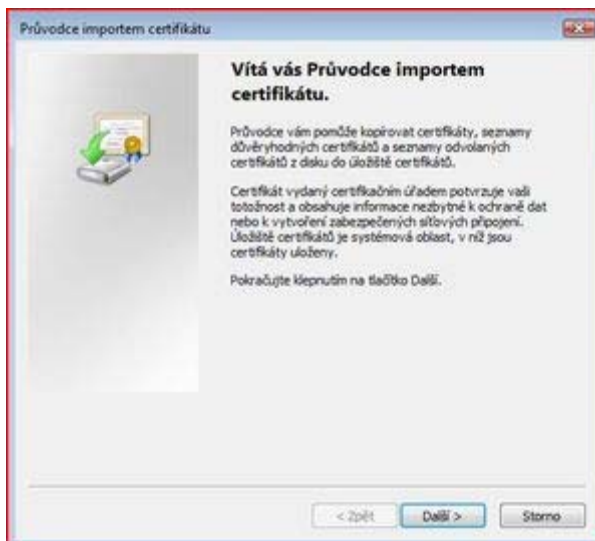 Průvodce importem certifikátu
Vítá vás Průvodce importem
certifikátu.
Průvodce vám pomůže kopírovat certifikáty, seznamy
důvěryhodných certifikátů a seznamy odvolaných
certifikátů z disku do úložiště certifikátů.
Certifikát vydaný certifikačním úřadem potvrzuje vaši
totožnost a obsahuje informace nezbytné k ochraně dat
nebo k vytvoření zabezpečených síťových připojení.
Úložiště certifikátů je systémová oblast, v níž jsou
certifikáty uloženy.
Pokračujte klepnutím na tlačítko Další.
< Zpět
Další >
Storno